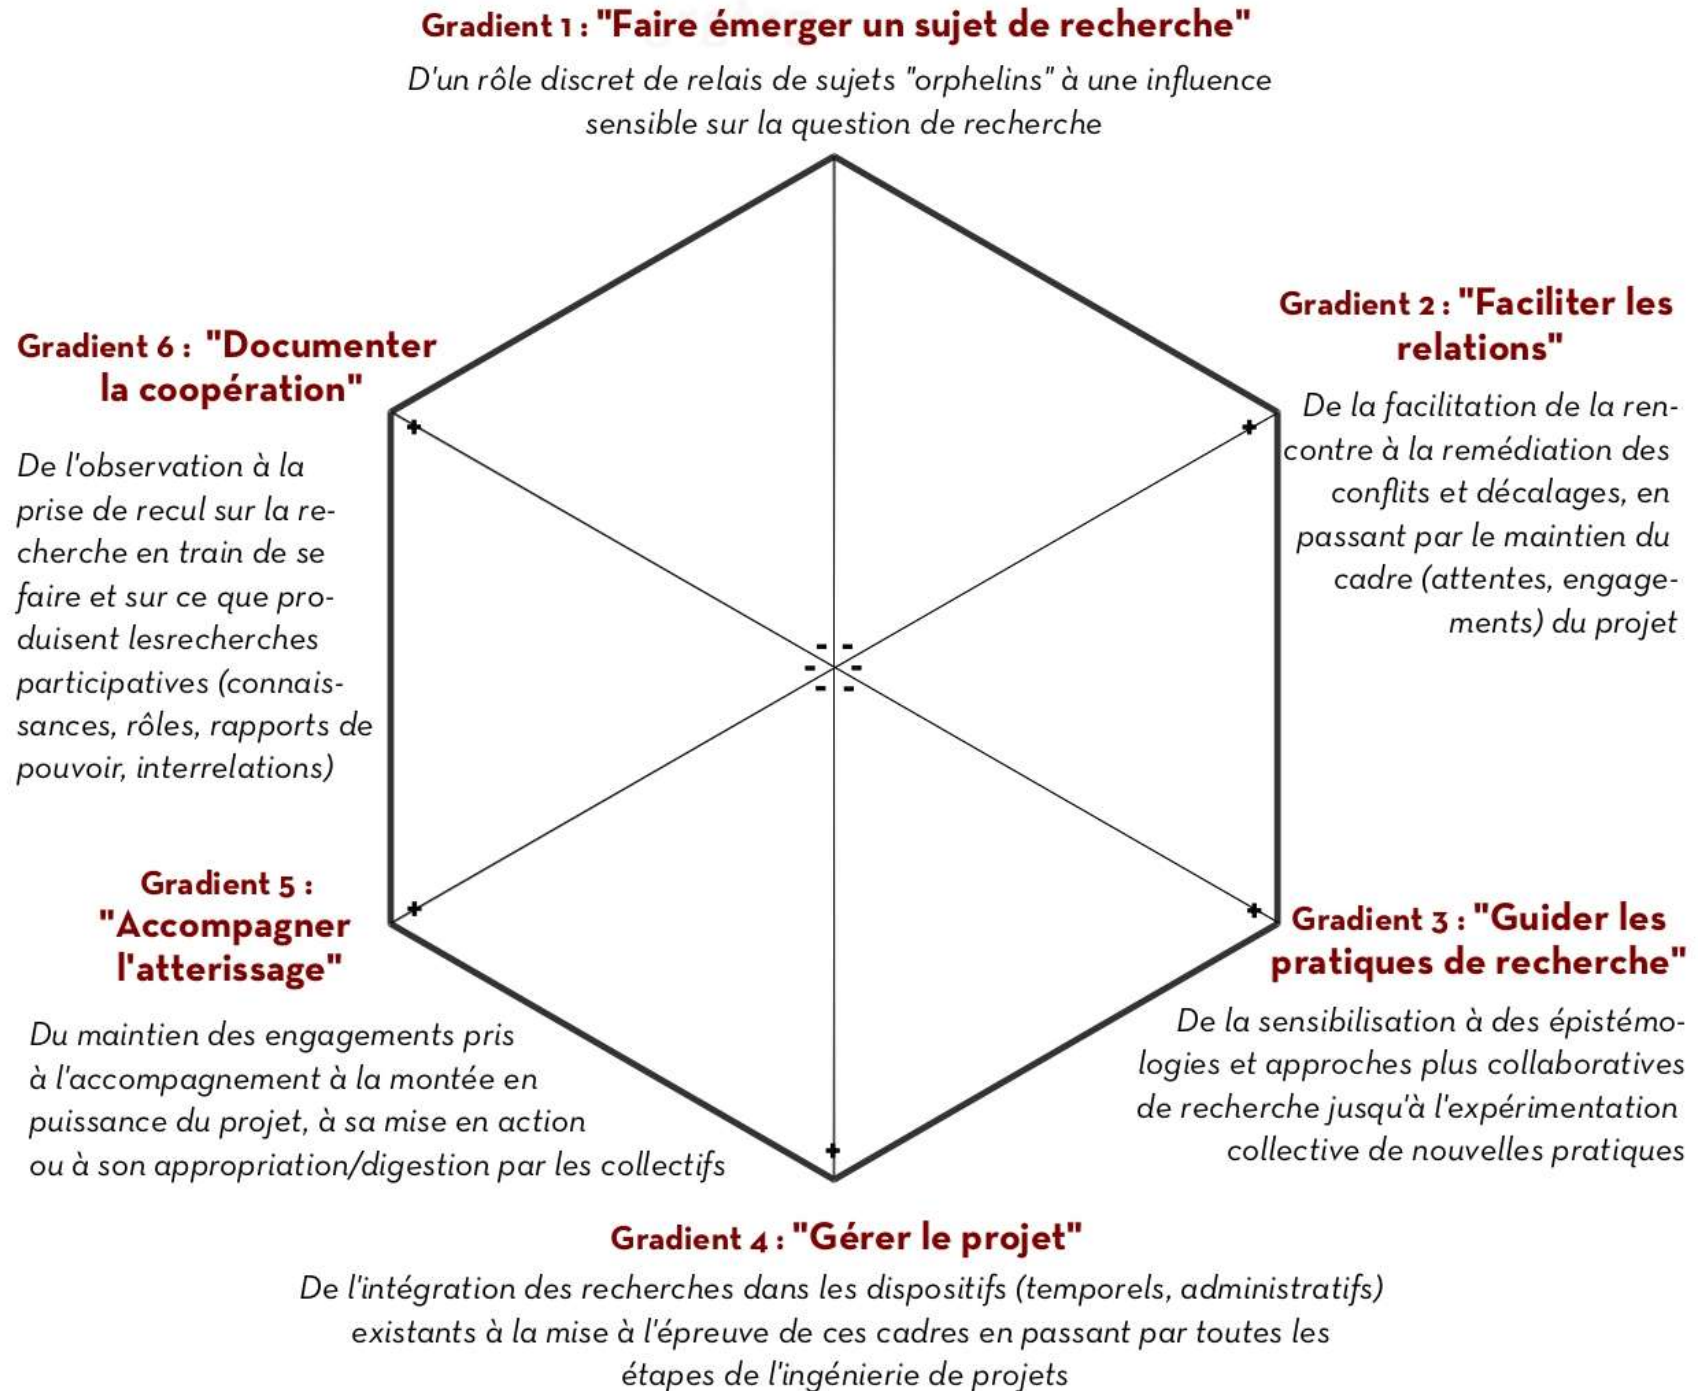 Gradient 1 : "Faire émerger un sujet de recherche"
D'un rôle discret de relais de sujets "orphelins" à une influence
sensible sur la question de recherche
Gradient 2 : "Faciliter les
relations"
De la facilitation de la ren-
contre à la remédiation des
conflits et décalages, en
passant par le maintien du
cadre (attentes, engage-
ments) du projet
Gradient 3 : "Guider les
pratiques de recherche"
De la sensibilisation à des épistémo-
logies et approches plus collaboratives
de recherche jusqu'à l'expérimentation
collective de nouvelles pratiques
Gradient 4 : "Gérer le projet"
De l'intégration des recherches dans les dispositifs (temporels, administratifs)
existants à la mise à l'épreuve de ces cadres en passant par toutes les
étapes de l'ingénierie de projets
Gradient 5 :
"Accompagner
l'atterissage"
Du maintien des engagements pris
à l'accompagnement à la montée en
puissance du projet, à sa mise en action
ou à son appropriation/digestion par les collectifs
Gradient 6 : "Documenter
la coopération"
De l'observation à la
prise de recul sur la re-
cherche en train de se
faire et sur ce que pro-
duisent lesrecherches
participatives (connais-
sances, rôles, rapports de
pouvoir, interrelations)
+ +
- -
- -
- -
+ +
+